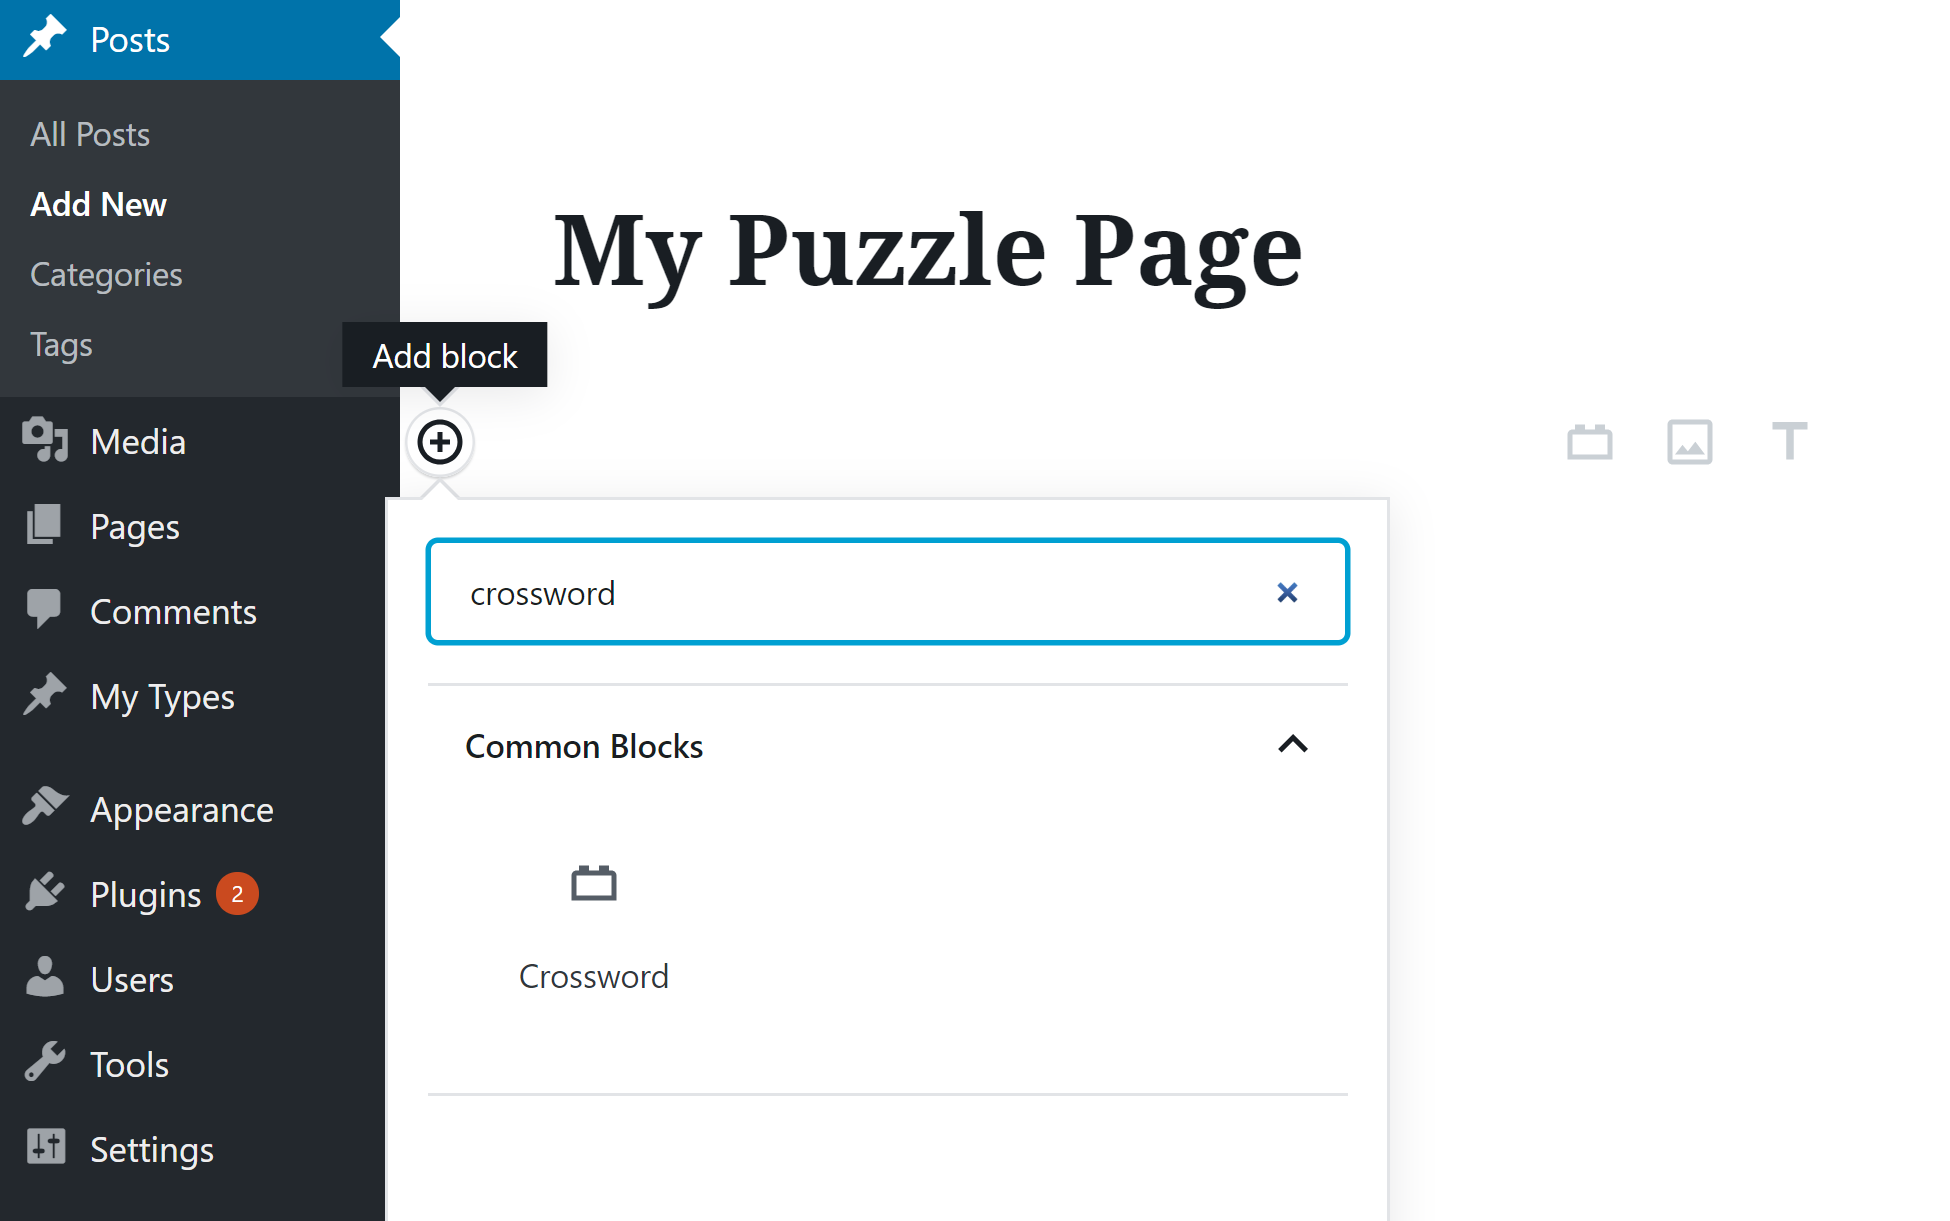 Posts
All Posts
Add New
Categories
Tags
Media
Pages
Comments
My Types
Appearance
Plugins 2
Users
Tools
Settings
My Puzzle Page
Add block
crossword
Common Blocks
Crossword